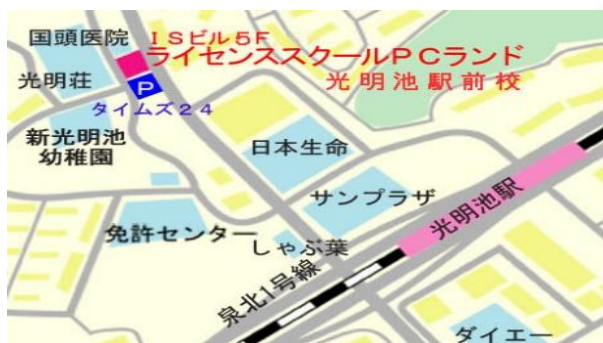 国頭医院
ISビル5F
ライセンススクールPCランド
光明池駅前校
光明荘
P
タイムズ24
新光明池
幼稚園
日本生命
サンプラザ
光明池駅
免許センター
しゃぶ葉
泉北1号線
ダイエー